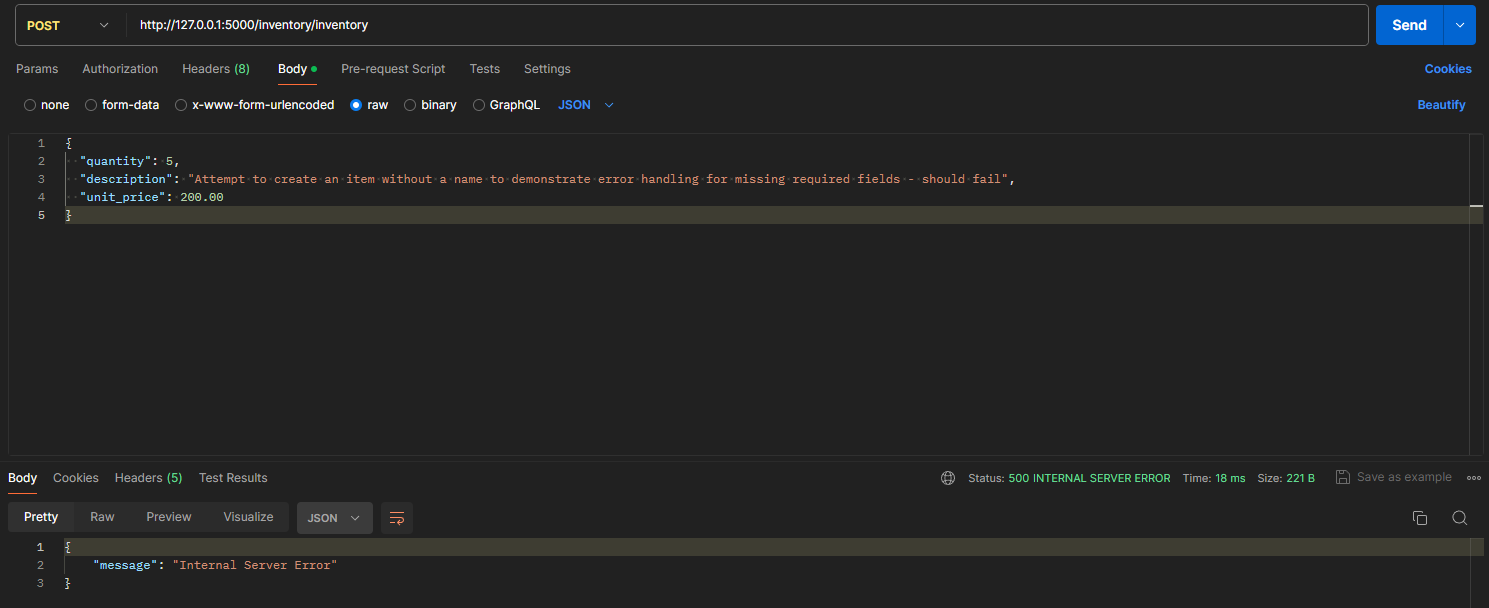 POST http://127.0.0.1:5000/inventory/inventory Send
Params Authorization Headers (8) Body Pre-request Script Tests Settings Cookies
none form-data x-www-form-urlencoded raw binary GraphQL JSON Beautify
1 {
2 "quantity": 5,
3 "description": "Attempt to create an item without a name to demonstrate error handling for missing required fields - should fail",
4 "unit_price": 200.00
5 }
Body Cookies Headers (5) Test Results Status: 500 INTERNAL SERVER ERROR Time: 18 ms Size: 221 B Save as example
Pretty Raw Preview Visualize JSON
1 {
2 "message": "Internal Server Error"
3 }